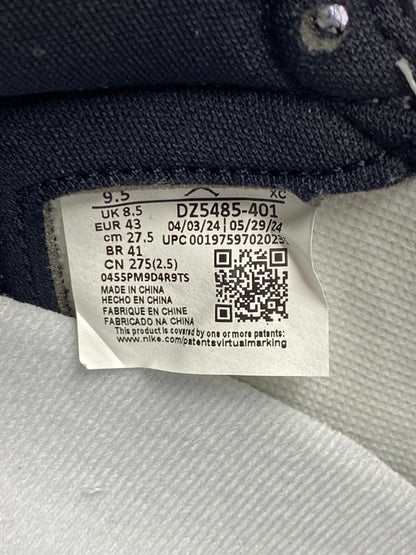 9.5 XC
UK 8.5 DZ5485-401
EUR 43 04/03/24 05/29/24
cm 27.5 UPC
BR 41
CN 275(2.5)
0455PM9D4R9TS
MADE IN CHINA
HECHO EN CHINA
FABRIQUE EN CHINE
FABRICADO NA CHINA
This product is covered by one or more patents:
www.nike.com/patentsvirtualmarking